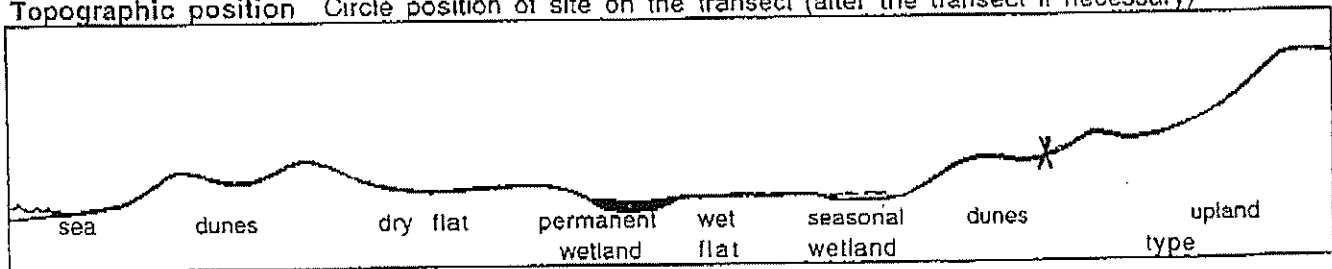 Topographic position Circle position of site on the transect (alter the transect if necessary)
X
sea dunes dry flat permanent wet seasonal dunes upland
wetland flat wetland type